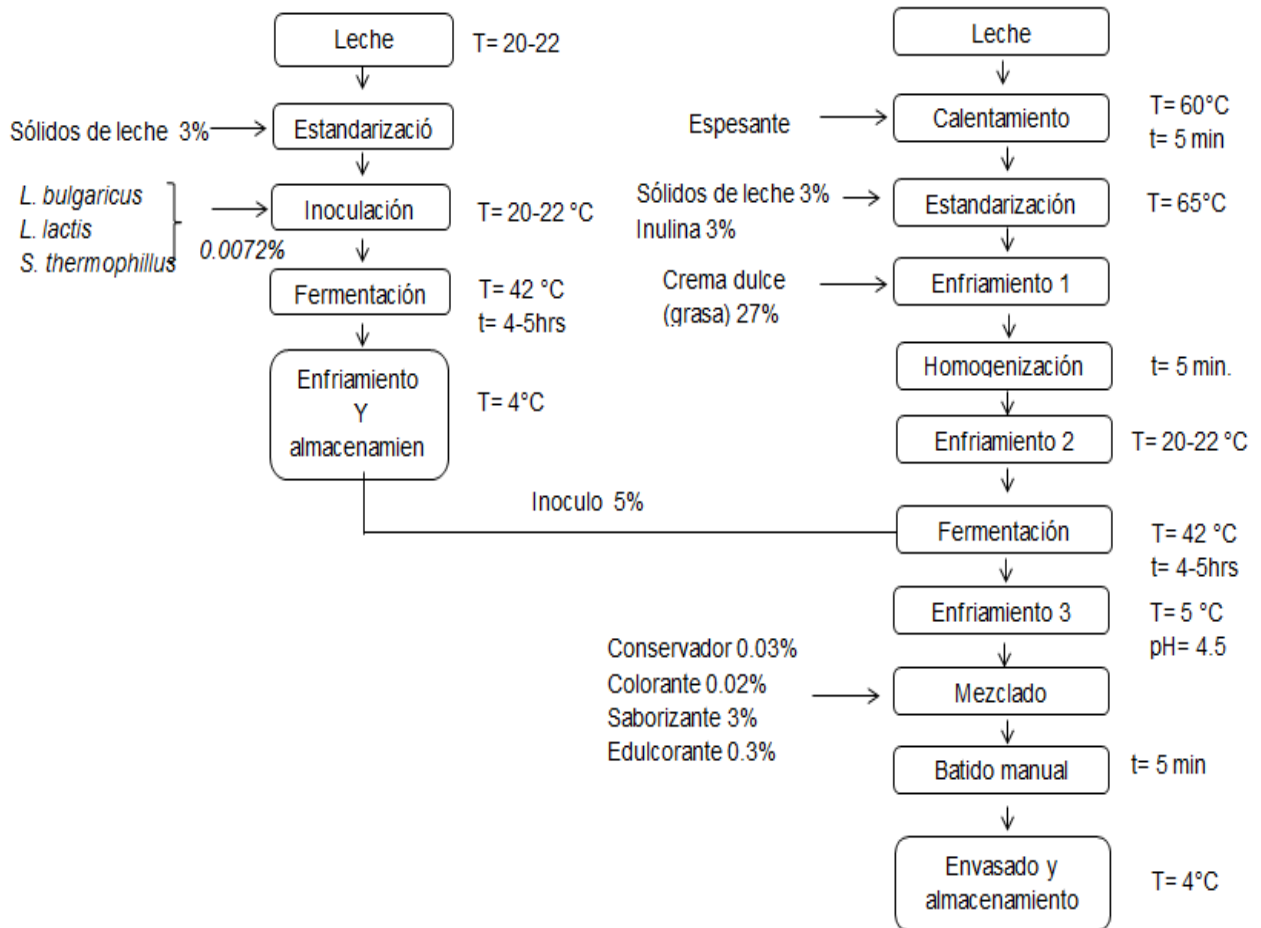 Leche
T= 20-22
Sólidos de leche 3%
Estandarizació
L. bulgaricus
L. lactis
S. thermophillus
0.0072%
Inoculación
T= 20-22 °C
Fermentación
T= 42 °C
t= 4-5hrs
Enfriamiento
Y
almacenamien
T= 4°C
Inoculo 5%
Leche
Espesante
Calentamiento
T= 60°C
t= 5 min
Sólidos de leche 3%
Inulina 3%
Estandarización
T= 65°C
Crema dulce
(grasa) 27%
Enfriamiento 1
Homogenización
t= 5 min.
Enfriamiento 2
T= 20-22 °C
Fermentación
T= 42 °C
t= 4-5hrs
Enfriamiento 3
T= 5 °C
pH= 4.5
Conservador 0.03%
Colorante 0.02%
Saborizante 3%
Edulcorante 0.3%
Mezclado
Batido manual
t= 5 min
Envasado y
almacenamiento
T= 4°C